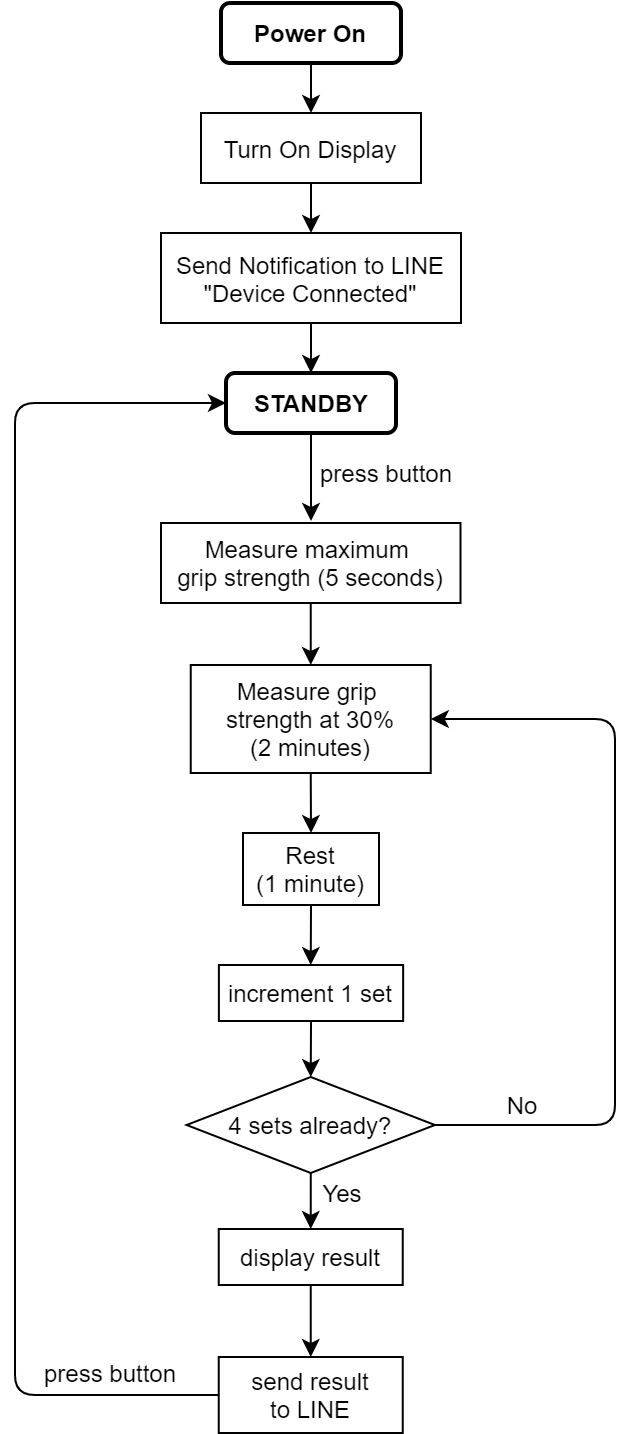 Power On
Turn On Display
Send Notification to LINE
"Device Connected"
STANDBY
press button
Measure maximum
grip strength (5 seconds)
Measure grip
strength at 30%
(2 minutes)
Rest
(1 minute)
increment 1 set
4 sets already?
No
Yes
display result
press button
send result
to LINE